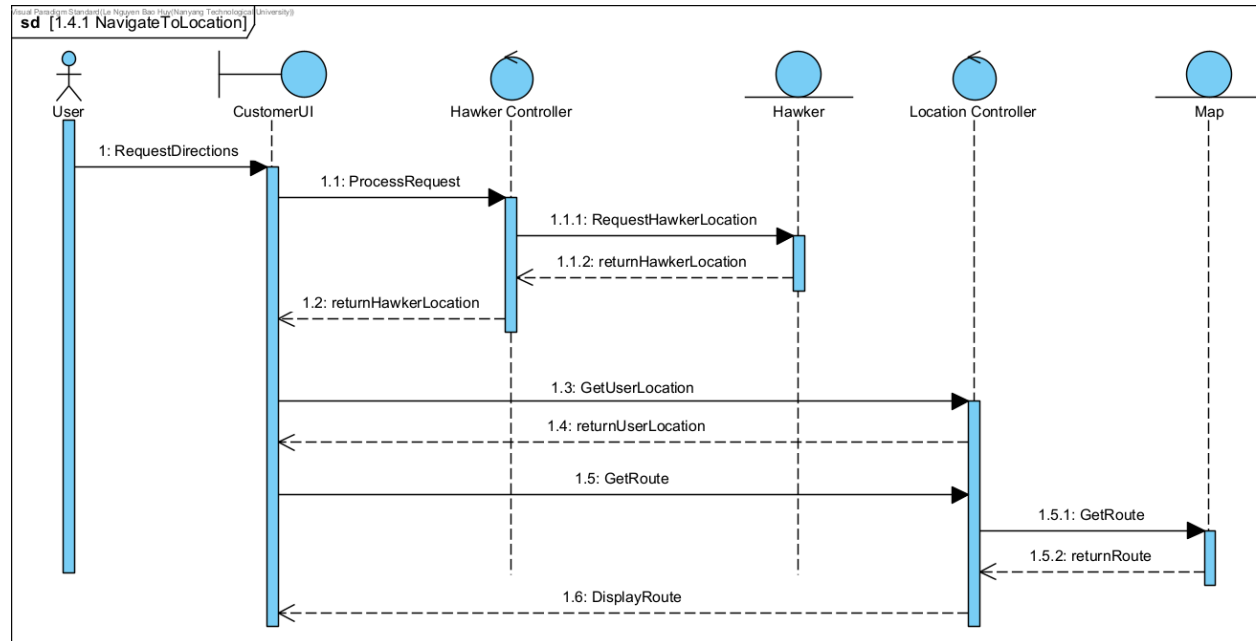 Visual Paradigm Standard(Le Nguyen Bao Huy(Nanyang Technological University))
sd [1.4.1 NavigateToLocation]
User
CustomerUI
Hawker Controller
Hawker
Location Controller
Map
1: RequestDirections
1.1: ProcessRequest
1.1.1: RequestHawkerLocation
1.1.2: returnHawkerLocation
1.2: returnHawkerLocation
1.3: GetUserLocation
1.4: returnUserLocation
1.5: GetRoute
1.5.1: GetRoute
1.5.2: returnRoute
1.6: DisplayRoute